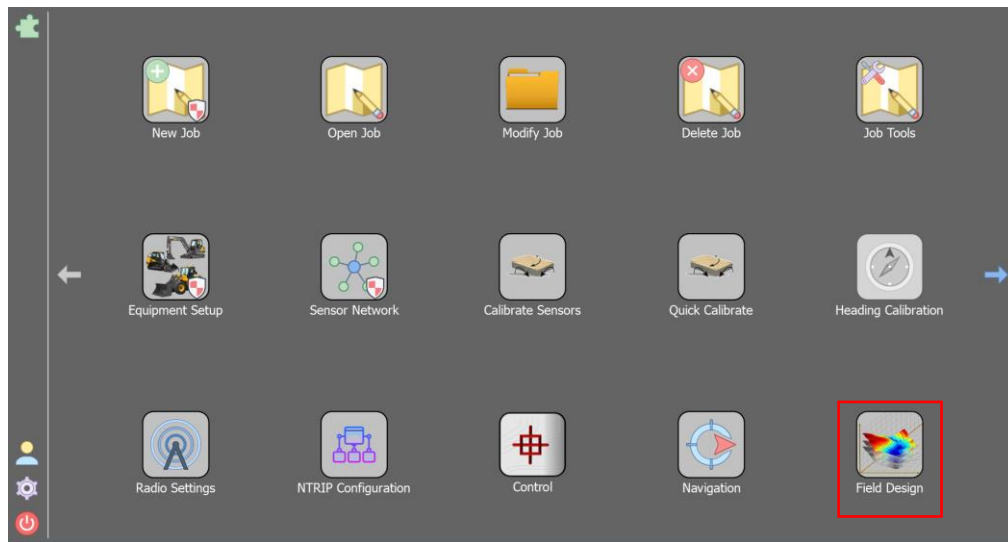 New Job
Open Job
Modify Job
Delete Job
Job Tools
Equipment Setup
Sensor Network
Calibrate Sensors
Quick Calibrate
Heading Calibration
Radio Settings
NTRIP Configuration
Control
Navigation
Field Design